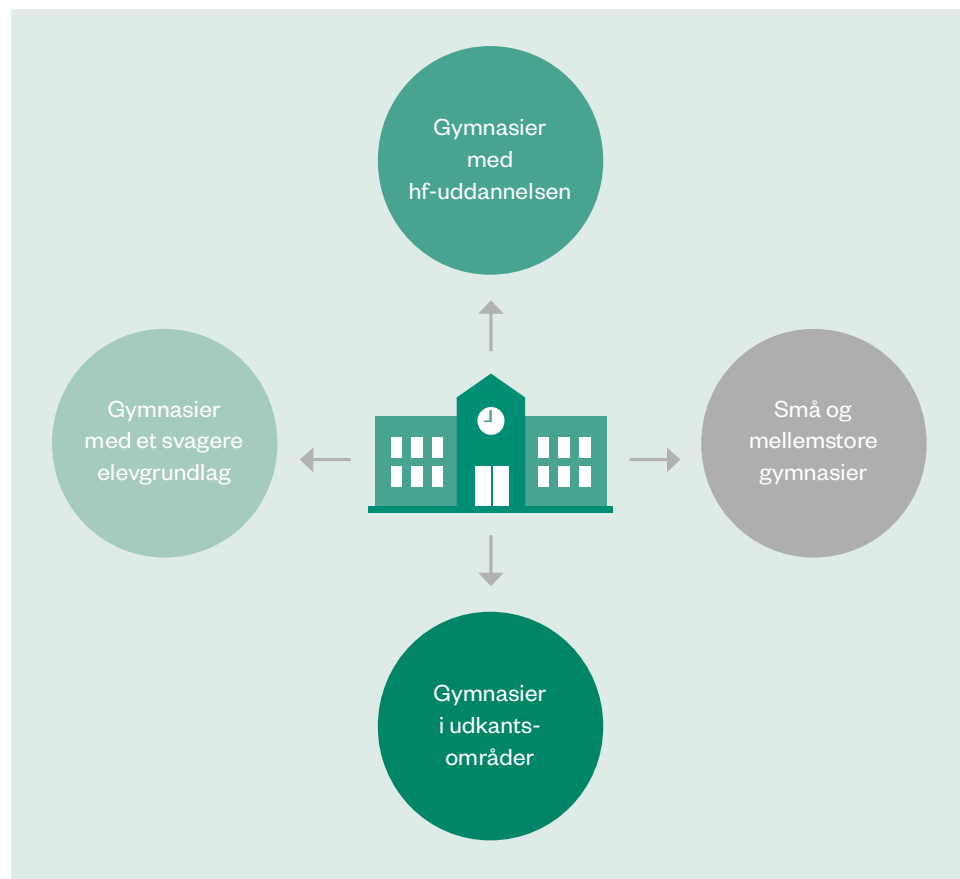 Gymnasier
med
hf-uddannelsen
Gymnasier
med et svagere
elevgrundlag
Små og
mellemstore
gymnasier
Gymnasier
i udkants-
områder